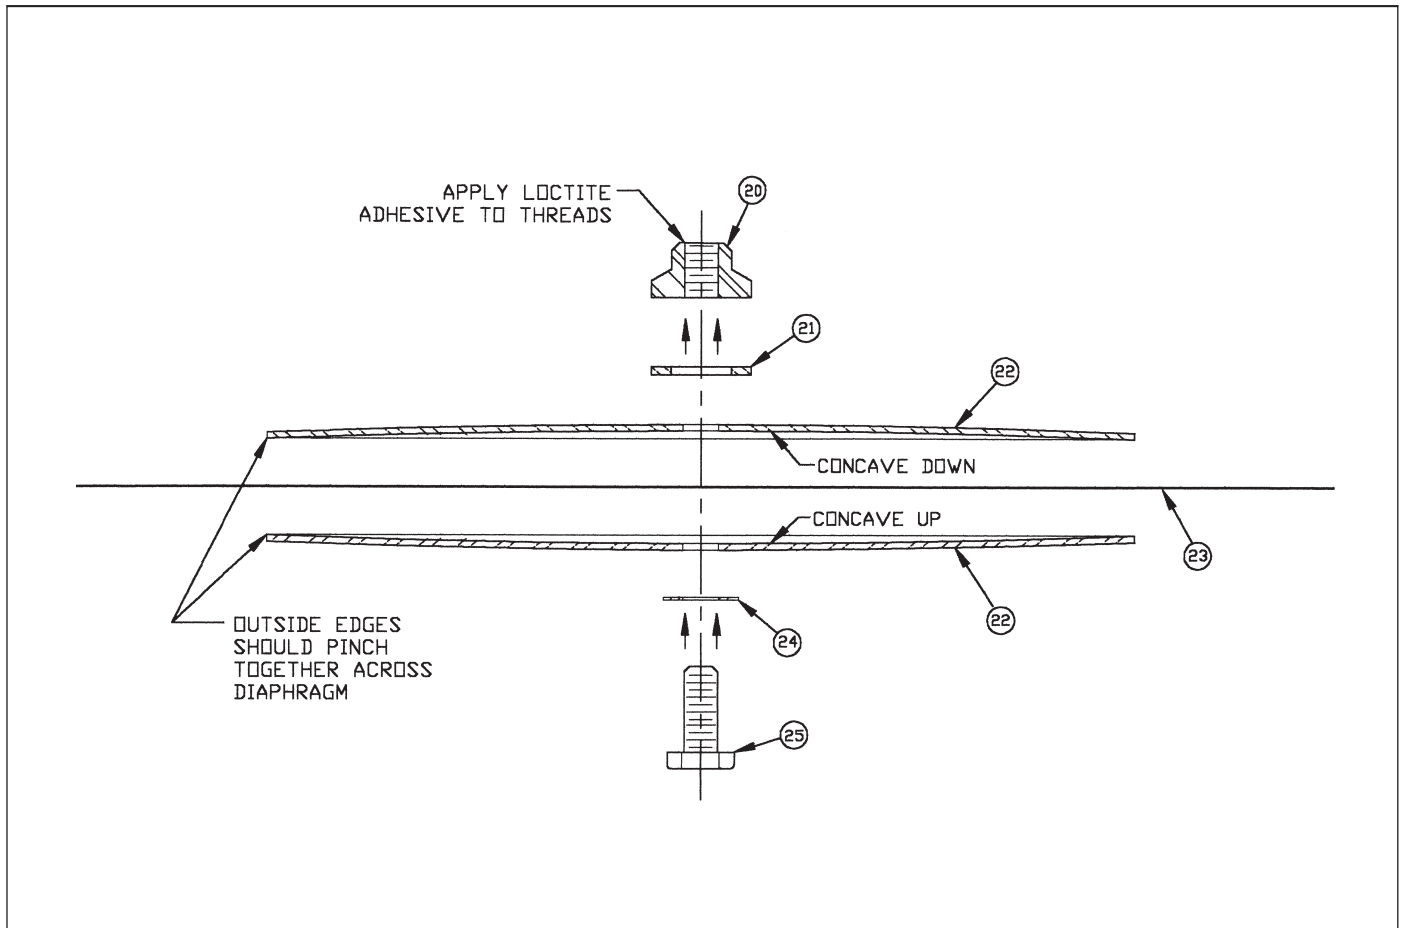 APPLY LOCTITE
ADHESIVE TO THREADS
20
21
22
CONCAVE DOWN
CONCAVE UP
23
22
24
OUTSIDE EDGES
SHOULD PINCH
TOGETHER ACROSS
DIAPHRAGM
25